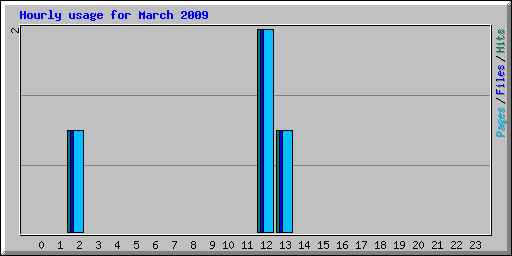 Hourly usage for March 2009
2
Pages/Files/Hits
0 1 2 3 4 5 6 7 8 9 10 11 12 13 14 15 16 17 18 19 20 21 22 23